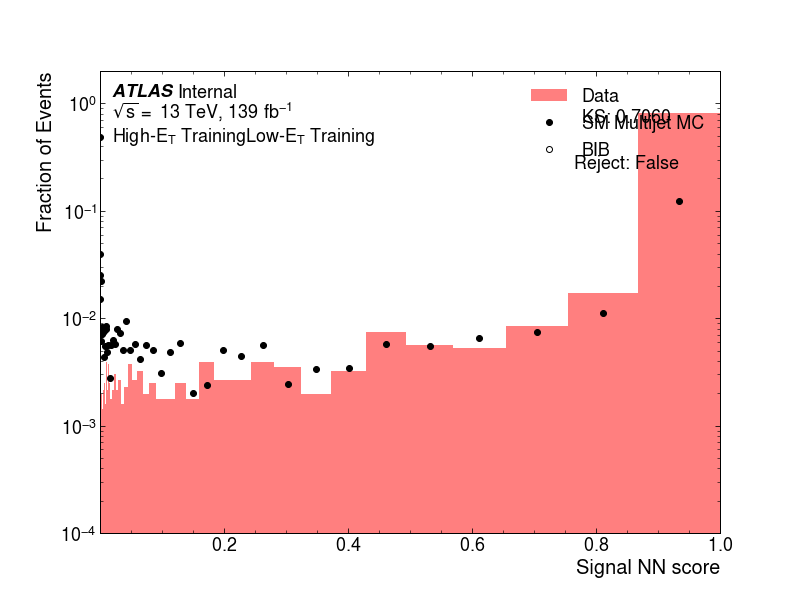 ATLAS Internal
√s = 13 TeV, 139 fb⁻¹
High-E_T TrainingLow-E_T Training
Data
KS: 0.7060
SM Multijet MC
BIB
Reject: False
Fraction of Events
10⁰
10⁻¹
10⁻²
10⁻³
10⁻⁴
0.2 0.4 0.6 0.8 1.0
Signal NN score